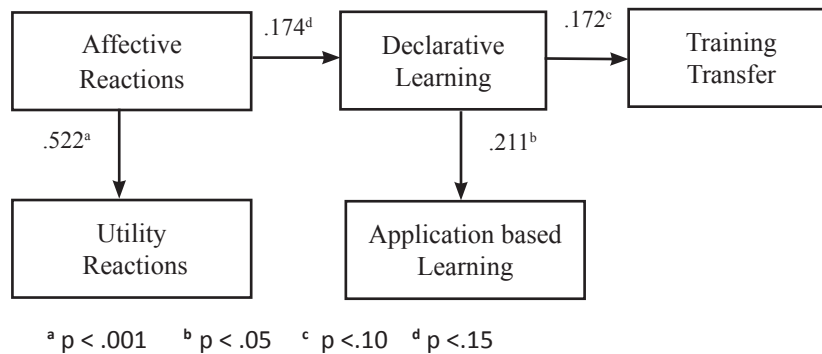 .174ᵈ
.172ᶜ
Affective
Reactions
Declarative
Learning
Training
Transfer
.522ᵃ
.211ᵇ
Utility
Reactions
Application based
Learning
ᵃ p < .001 ᵇ p < .05 ᶜ p <.10 ᵈ p <.15